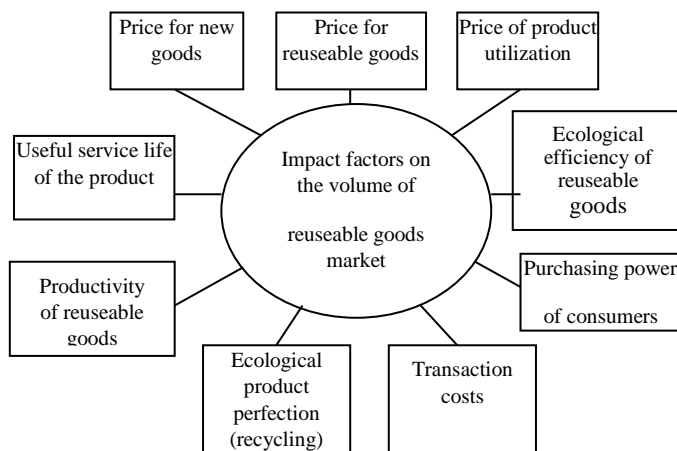 Price for new
goods
Price for
reuseable goods
Price of product
utilization
Useful service life
of the product
Impact factors on
the volume of
reuseable goods
market
Ecological
efficiency of
reuseable
goods
Productivity
of reuseable
goods
Purchasing power
of consumers
Ecological
product
perfection
(recycling)
Transaction
costs